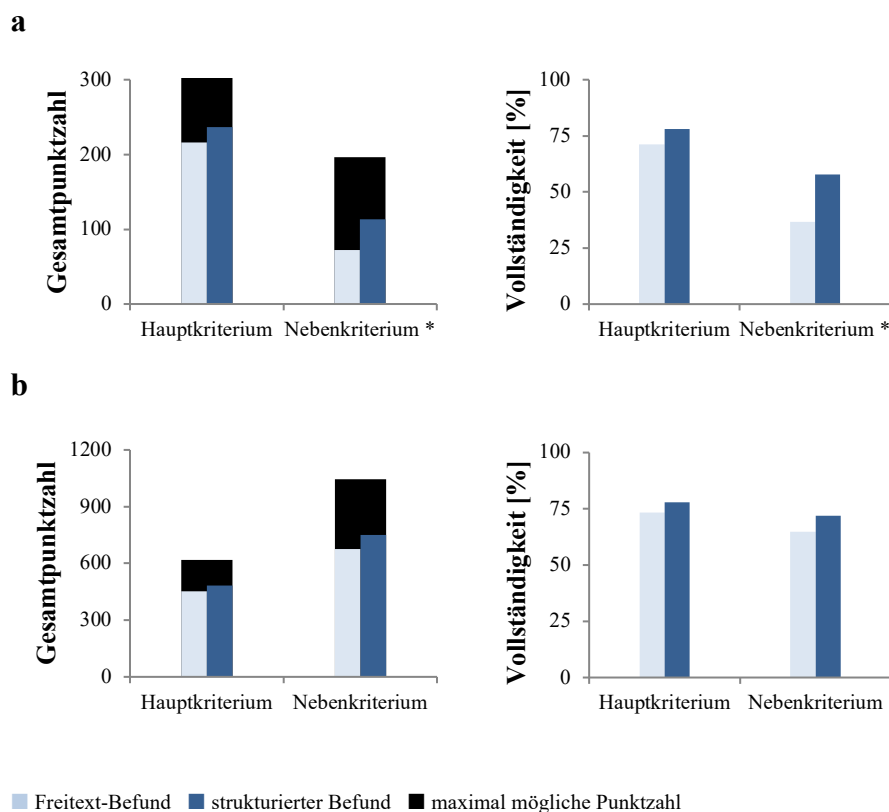 a
Gesamtpunktzahl
300
200
100
0
Hauptkriterium Nebenkriterium *
Vollständigkeit [%]
100
75
50
25
0
Hauptkriterium Nebenkriterium *
b
Gesamtpunktzahl
1200
900
600
300
0
Hauptkriterium Nebenkriterium
Vollständigkeit [%]
100
75
50
25
0
Hauptkriterium Nebenkriterium
Freitext-Befund strukturierter Befund maximal mögliche Punktzahl